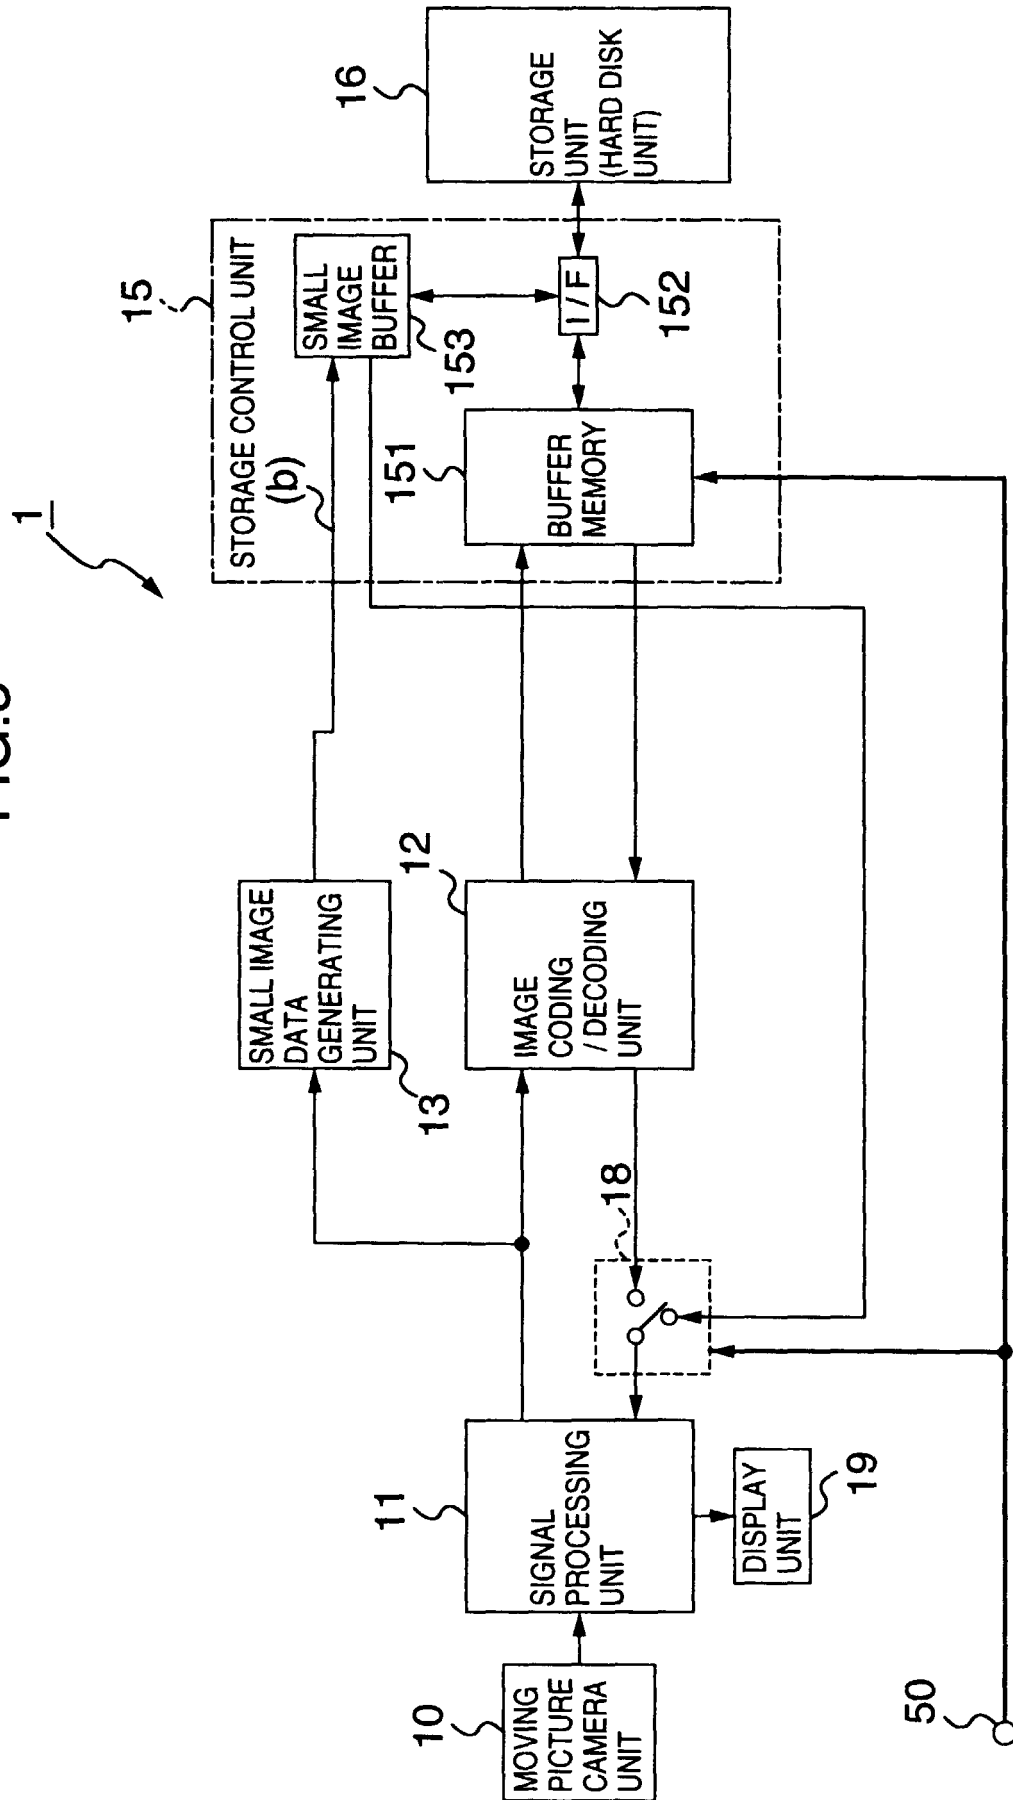 1
15
STORAGE CONTROL UNIT
(b)
SMALL
IMAGE
BUFFER
153
16
STORAGE
UNIT
(HARD DISK
UNIT)
I / F
152
151
BUFFER
MEMORY
SMALL IMAGE
DATA
GENERATING
UNIT
13
12
IMAGE
CODING
/ DECODING
UNIT
18
11
SIGNAL
PROCESSING
UNIT
DISPLAY
UNIT
19
10
MOVING
PICTURE
CAMERA
UNIT
50